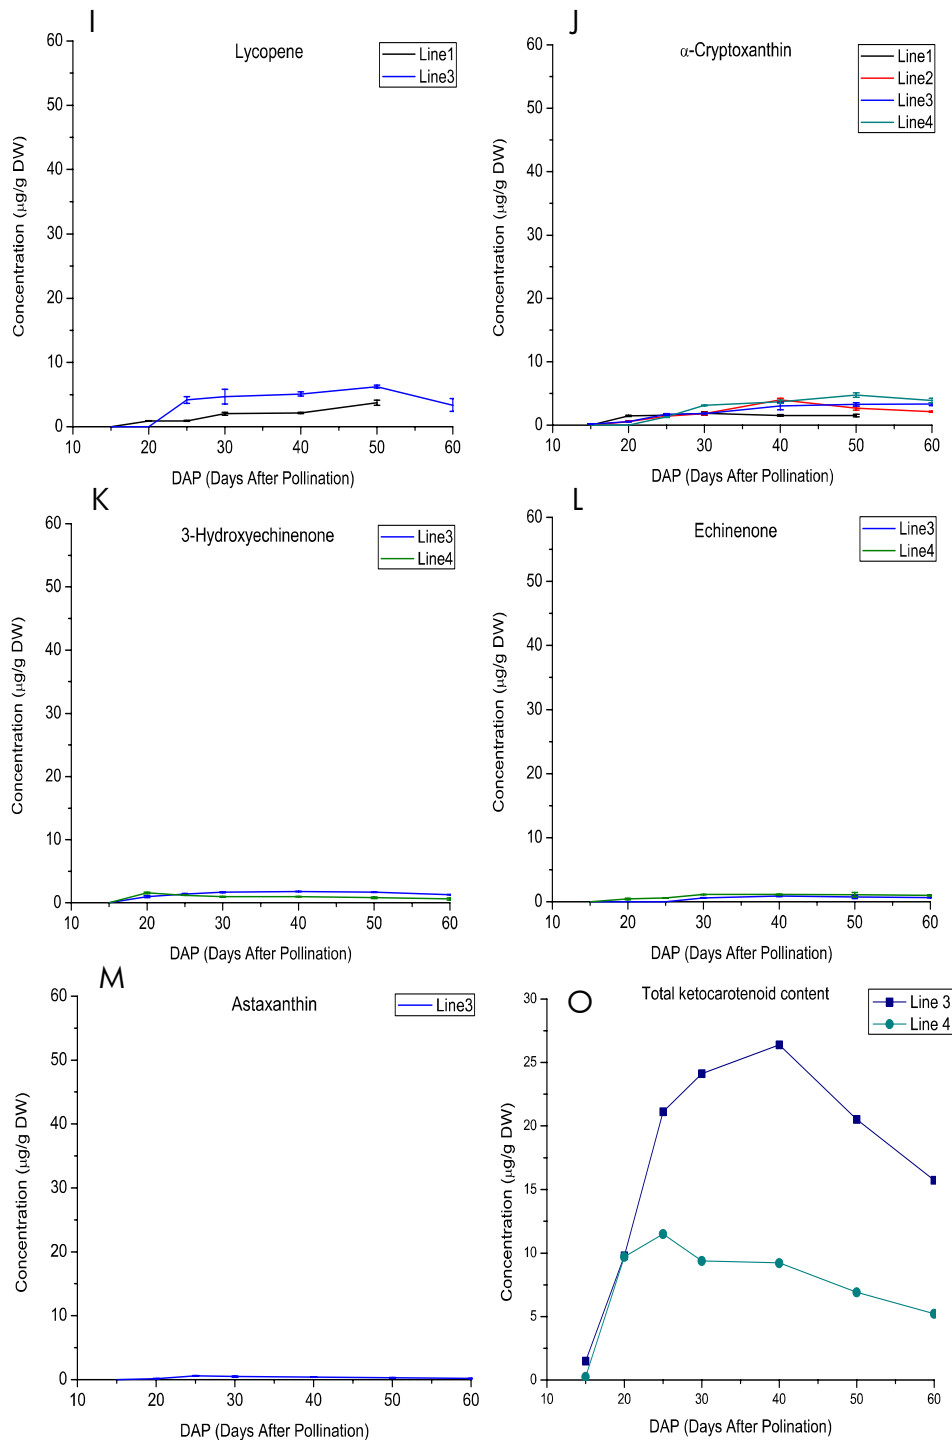 I
Lycopene
Line1
Line3
60
50
40
30
20
10
0
Concentration (μg/g DW)
10 20 30 40 50 60
DAP (Days After Pollination)
J
α-Cryptoxanthin
Line1
Line2
Line3
Line4
60
50
40
30
20
10
0
Concentration (μg/g DW)
10 20 30 40 50 60
DAP (Days After Pollination)
K
3-Hydroxyechinenone
Line3
Line4
60
50
40
30
20
10
0
Concentration (μg/g DW)
10 20 30 40 50 60
DAP (Days After Pollination)
L
Echinenone
Line3
Line4
60
50
40
30
20
10
0
Concentration (μg/g DW)
10 20 30 40 50 60
DAP (Days After Pollination)
M
Astaxanthin
Line3
60
50
40
30
20
10
0
Concentration (μg/g DW)
10 20 30 40 50 60
DAP (Days After Pollination)
O
Total ketocarotenoid content
Line 3
Line 4
30
25
20
15
10
5
0
Concentration (μg/g DW)
10 20 30 40 50 60
DAP (Days After Pollination)